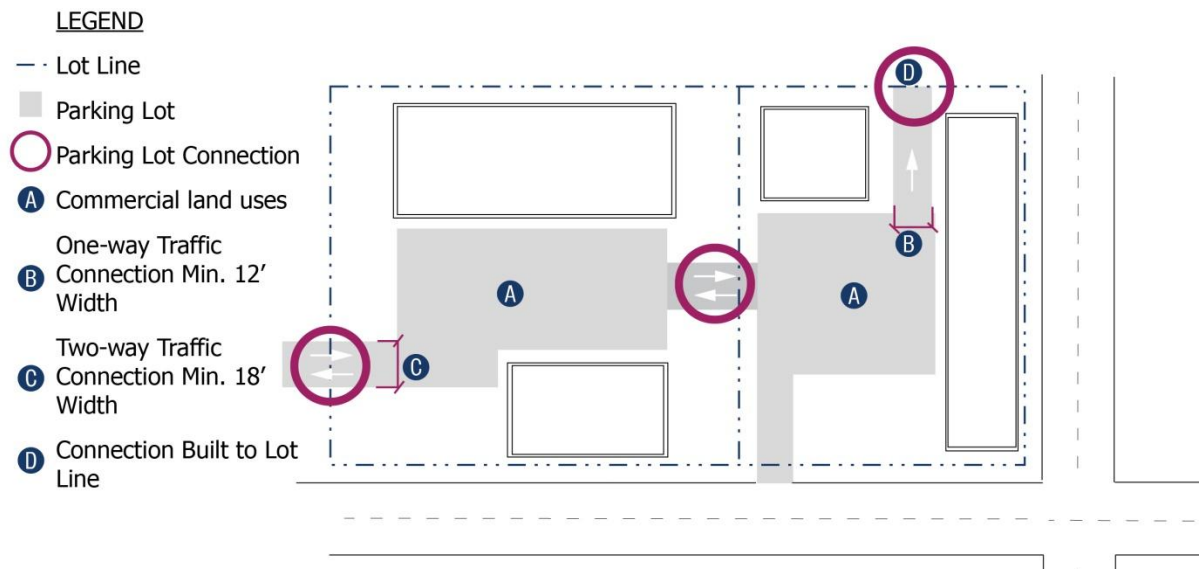 LEGEND
Lot Line
Parking Lot
Parking Lot Connection
A Commercial land uses
One-way Traffic
B Connection Min. 12′
Width
Two-way Traffic
C Connection Min. 18′
Width
D Connection Built to Lot
Line
D
B
A
A
C